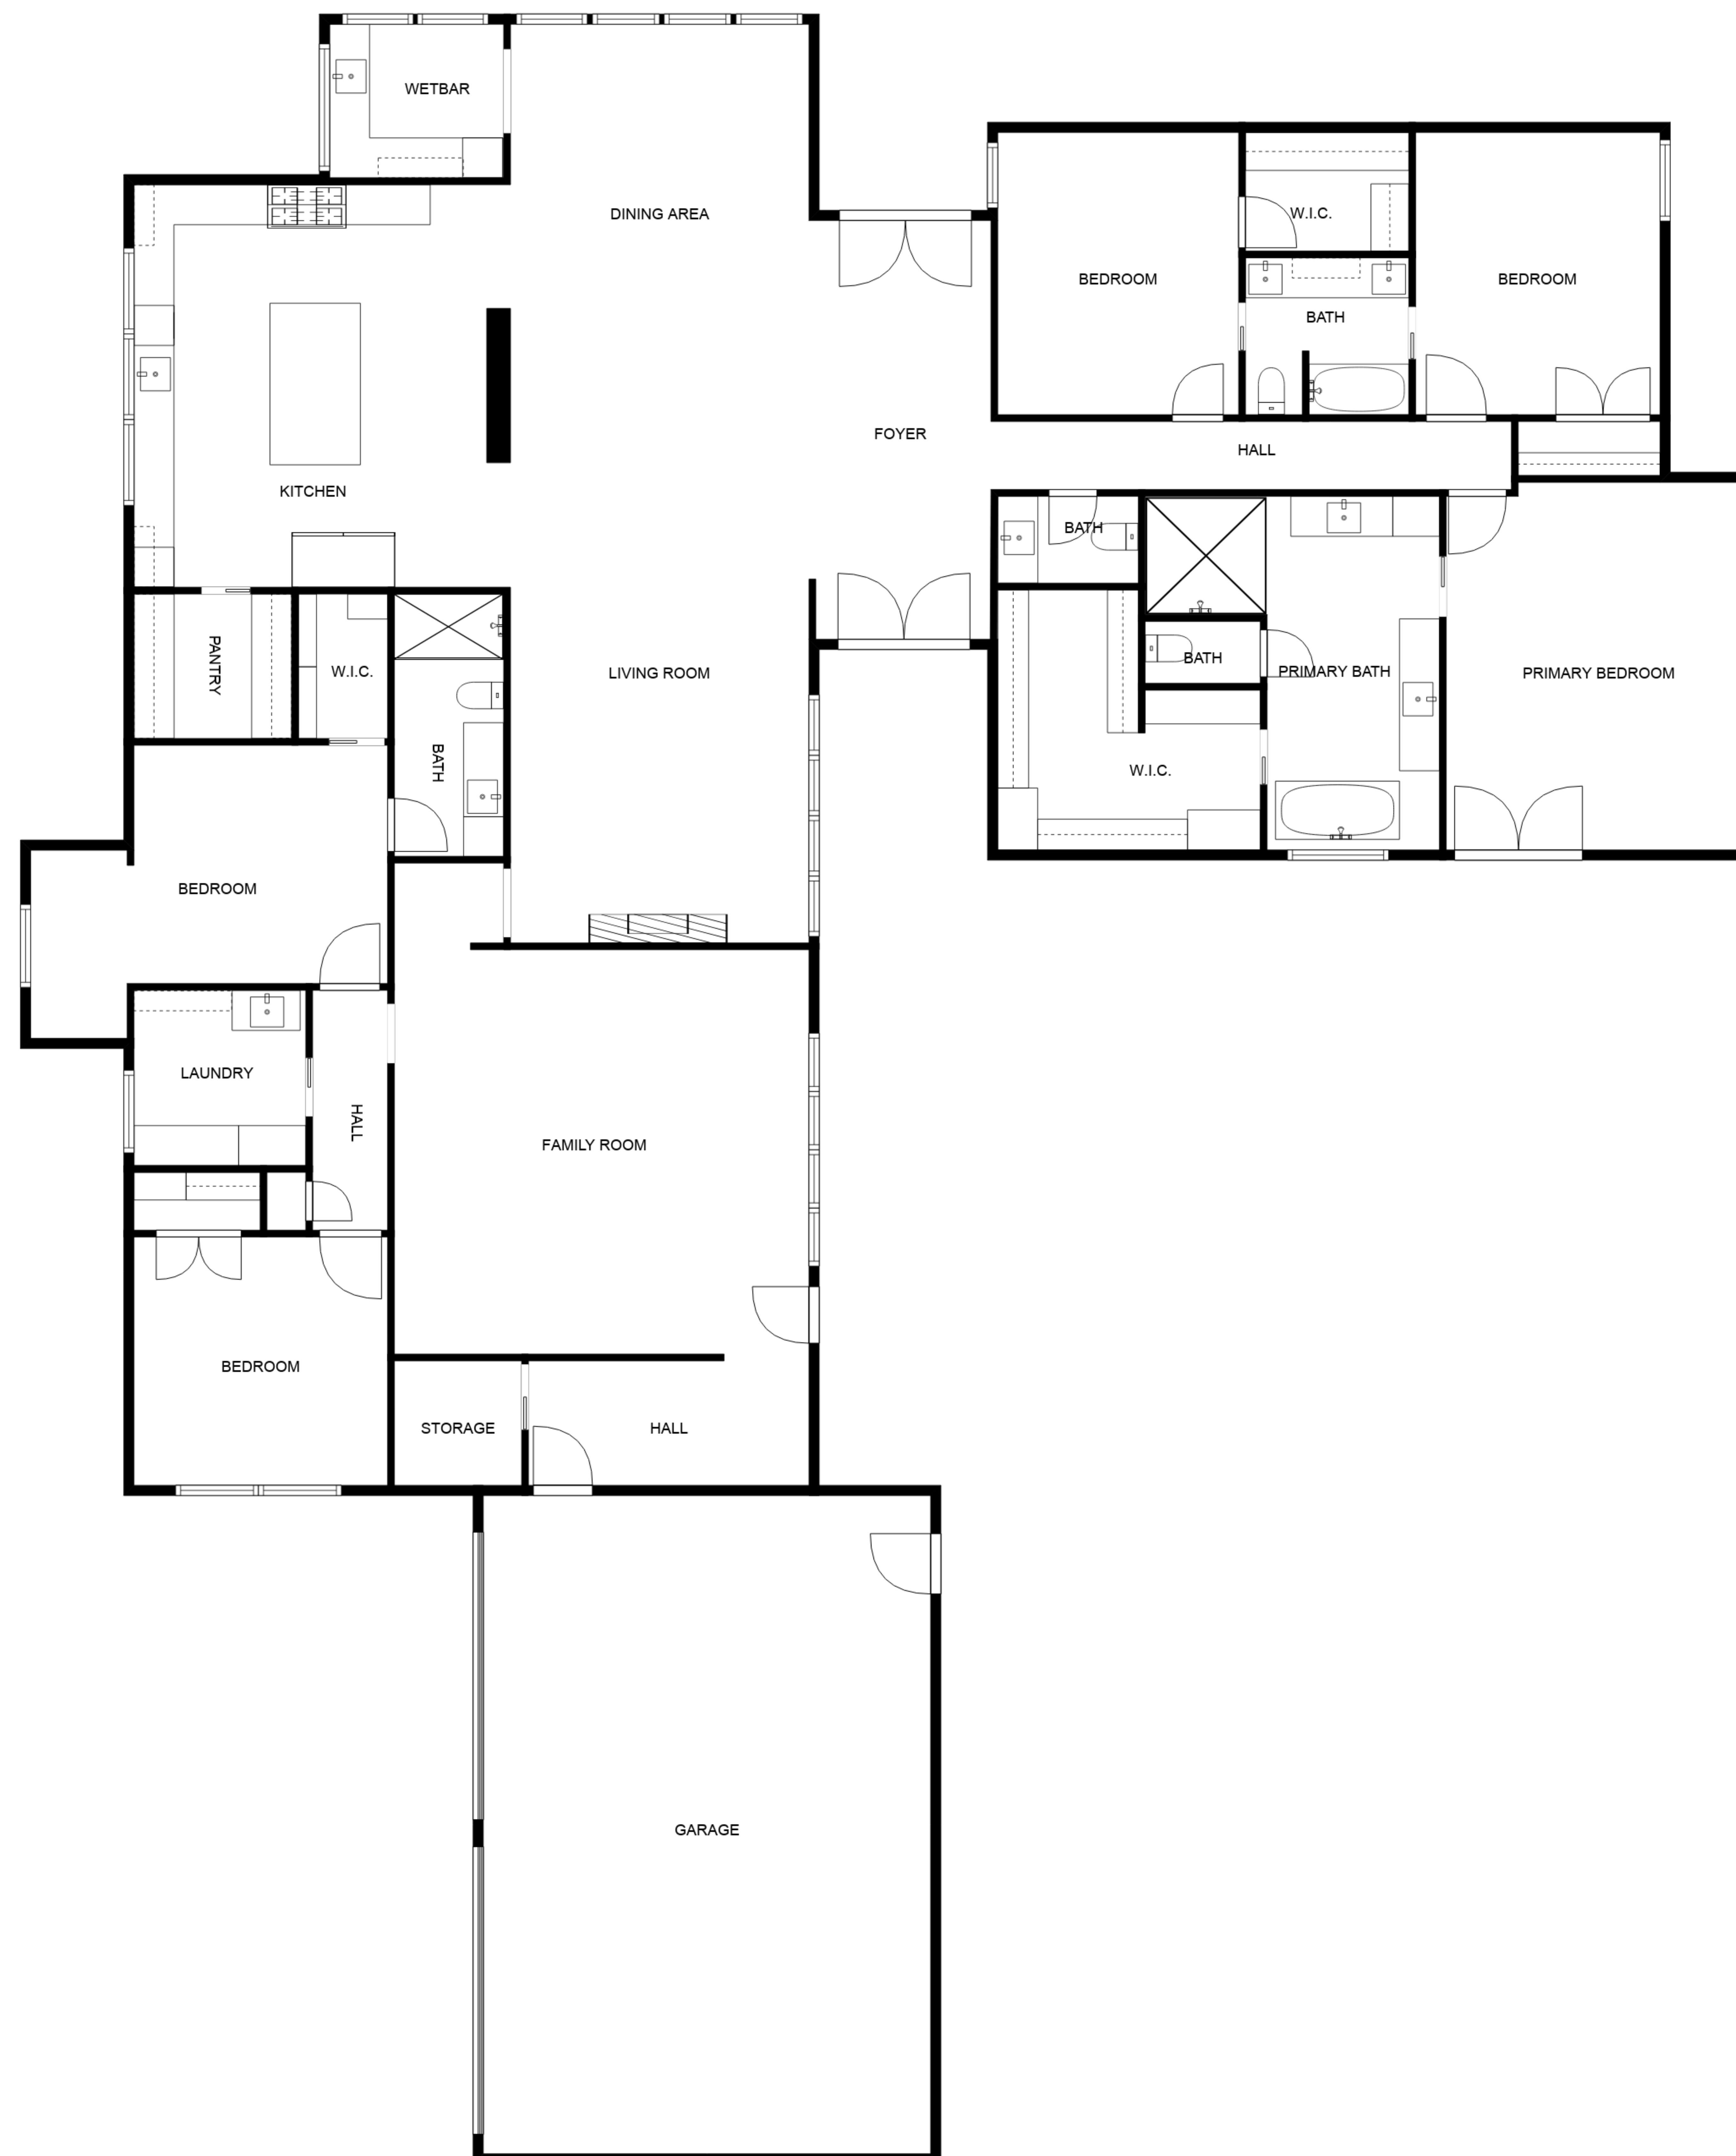 WETBAR
DINING AREA
W.I.C.
BEDROOM
BEDROOM
BATH
FOYER
HALL
KITCHEN
BATH
PANTRY
W.I.C.
LIVING ROOM
BATH
PRIMARY BATH
PRIMARY BEDROOM
BATH
W.I.C.
BEDROOM
LAUNDRY
HALL
FAMILY ROOM
BEDROOM
STORAGE
HALL
GARAGE